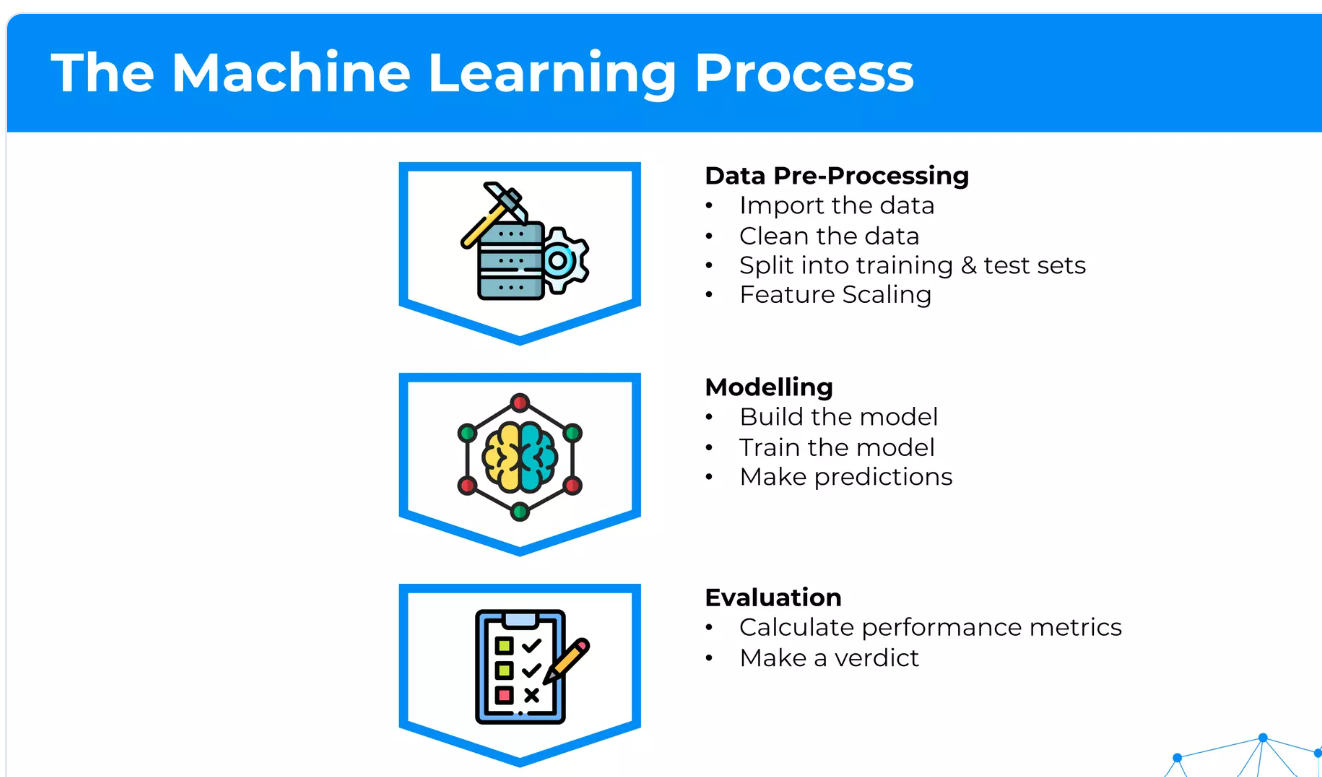 The Machine Learning Process
Data Pre-Processing
• Import the data
• Clean the data
• Split into training & test sets
• Feature Scaling
Modelling
• Build the model
• Train the model
• Make predictions
Evaluation
• Calculate performance metrics
• Make a verdict